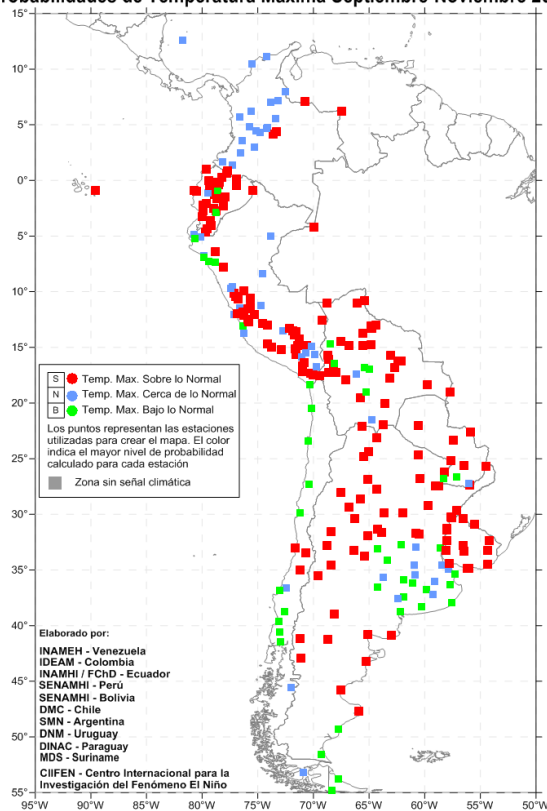 Probabilidades de Temperatura Máxima Septiembre-Noviembre
15°
10°
5°
0°
5°
10°
15°
20°
25°
30°
35°
40°
45°
50°
55°
S Temp. Max. Sobre lo Normal
N Temp. Max. Cerca de lo Normal
B Temp. Max. Bajo lo Normal
Los puntos representan las estaciones
utilizadas para crear el mapa. El color
indica el mayor nivel de probabilidad
calculado para cada estación
Zona sin señal climática
Elaborado por:
INAMEH - Venezuela
IDEAM - Colombia
INAMHI / FChD - Ecuador
SENAMHI - Perú
SENAMHI - Bolivia
DMC - Chile
SMN - Argentina
DNM - Uruguay
DINAC - Paraguay
MDS - Suriname
CIIFEN - Centro Internacional para la
Investigación del Fenómeno El Niño
95°W 90°W 85°W 80°W 75°W 70°W 65°W 60°W 55°W 50°W